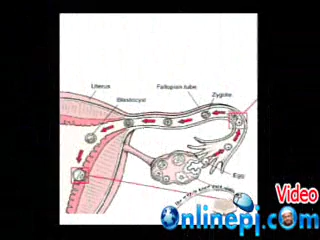 Uterus
Fallopian tube
Zygote
Blastocyst
Egg
Video
Onlinepj.com